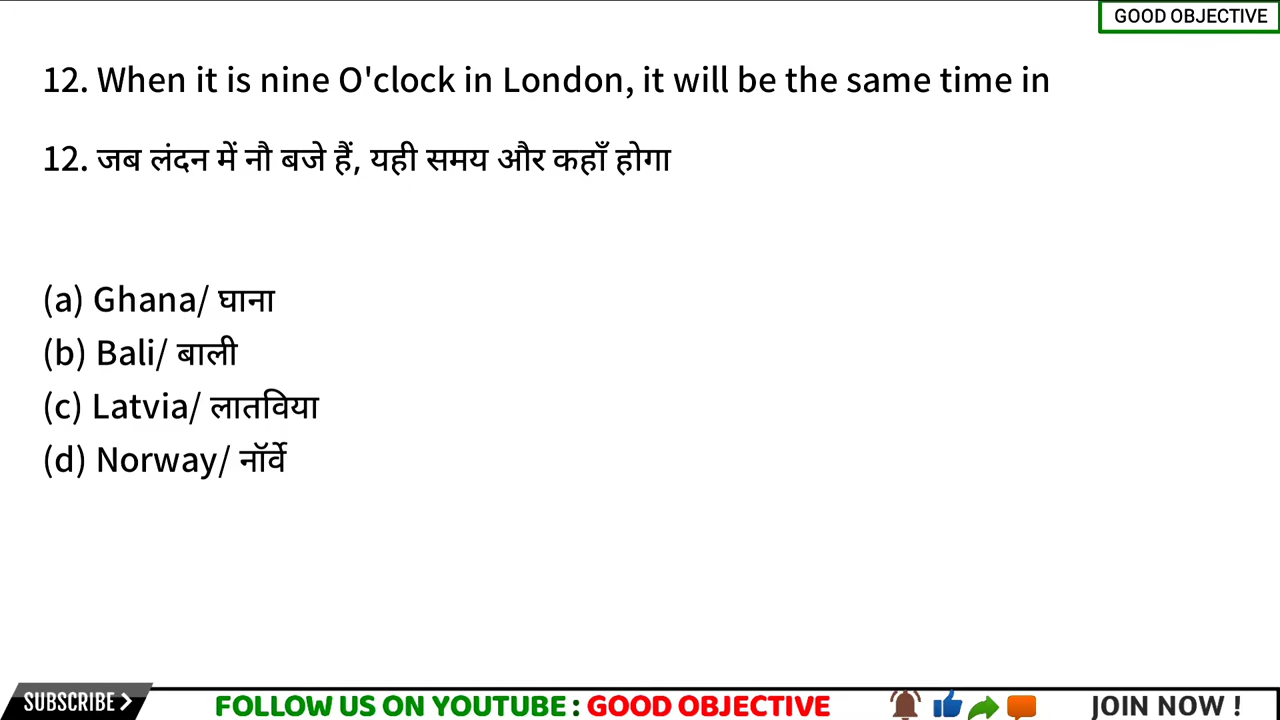 GOOD OBJECTIVE
12. When it is nine O'clock in London, it will be the same time in
12. जब लंदन में नौ बजे हैं, यही समय और कहाँ होगा
(a) Ghana/ घाना
(b) Bali/ बाली
(c) Latvia/ लातविया
(d) Norway/ नॉर्वे
SUBSCRIBE FOLLOW US ON YOUTUBE : GOOD OBJECTIVE JOIN NOW !